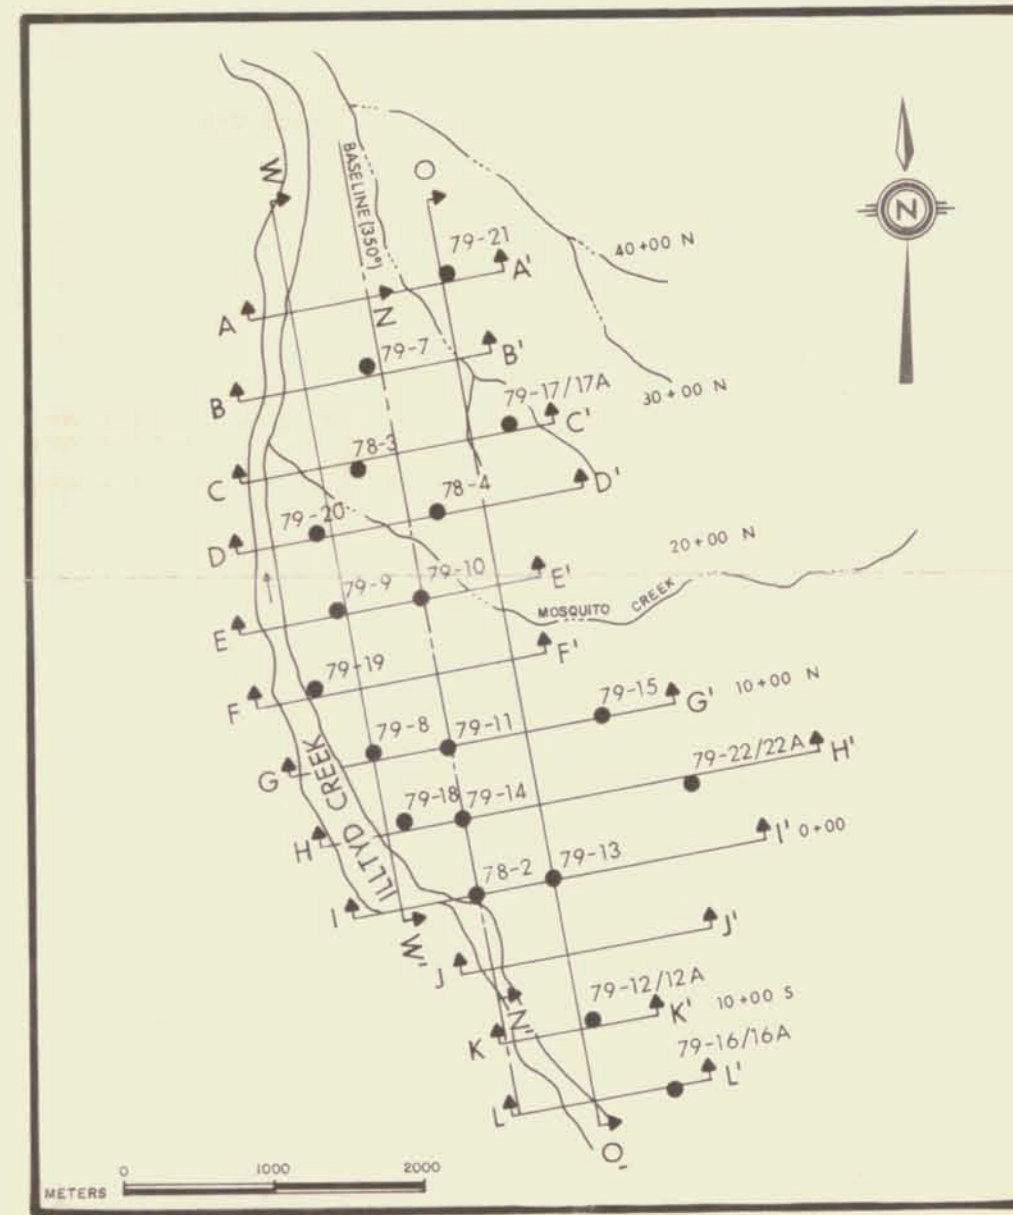 W
O
BASELINE (350°)
N
40+00 N
79-21
A
A'
N
79-7
B
B'
30+00 N
79-17/17A
C
C'
78-3
78-4
D
D'
79-20
20+00 N
79-9
79-10
E
E'
MOSQUITO CREEK
79-19
F
F'
79-15
10+00 N
79-8
79-11
G
G'
79-22/22A
79-18
79-14
H
H'
ILLTYD CREEK
78-2
79-13
I
I' 0+00
W'
J
J'
79-12/12A
N'
K
K' 10+00 S
79-16/16A
L
L'
O'
0 1000 2000
METERS